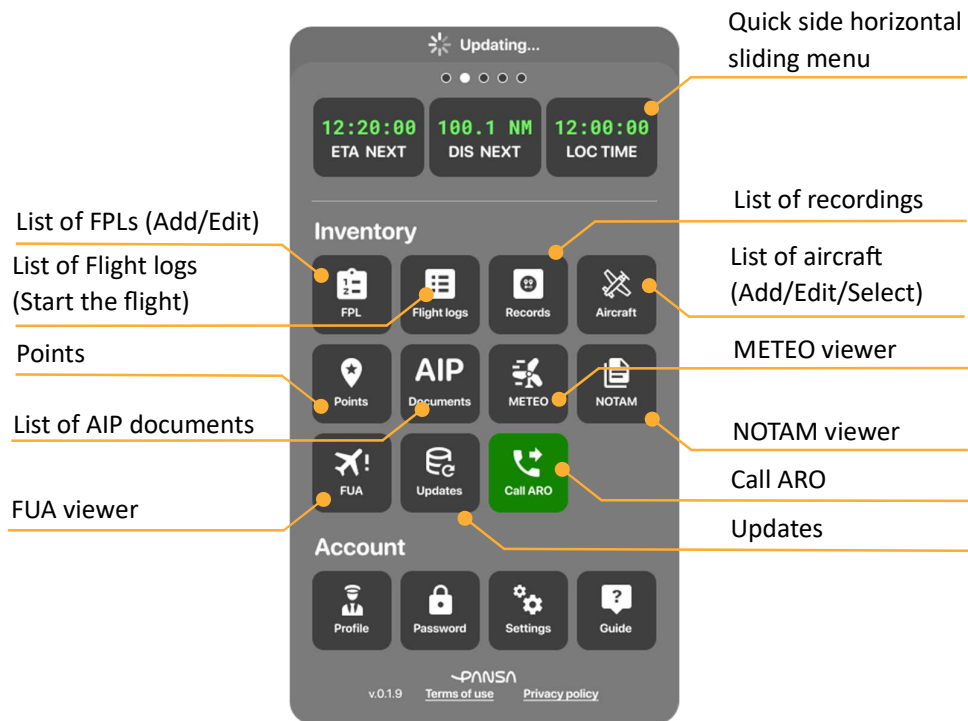 Updating...
Quick side horizontal
sliding menu
12:20:00
ETA NEXT
100.1 NM
DIS NEXT
12:00:00
LOC TIME
List of FPLs (Add/Edit)
List of Flight logs
(Start the flight)
Points
List of AIP documents
FUA viewer
Inventory
1
2
FPL
Flight logs
Records
Aircraft
Points
AIP
Documents
METEO
NOTAM
!
FUA
Updates
Call ARO
List of recordings
List of aircraft
(Add/Edit/Select)
METEO viewer
NOTAM viewer
Call ARO
Updates
Account
Profile
Password
Settings
?
Guide
PANSA
v.0.1.9
Terms of use
Privacy policy